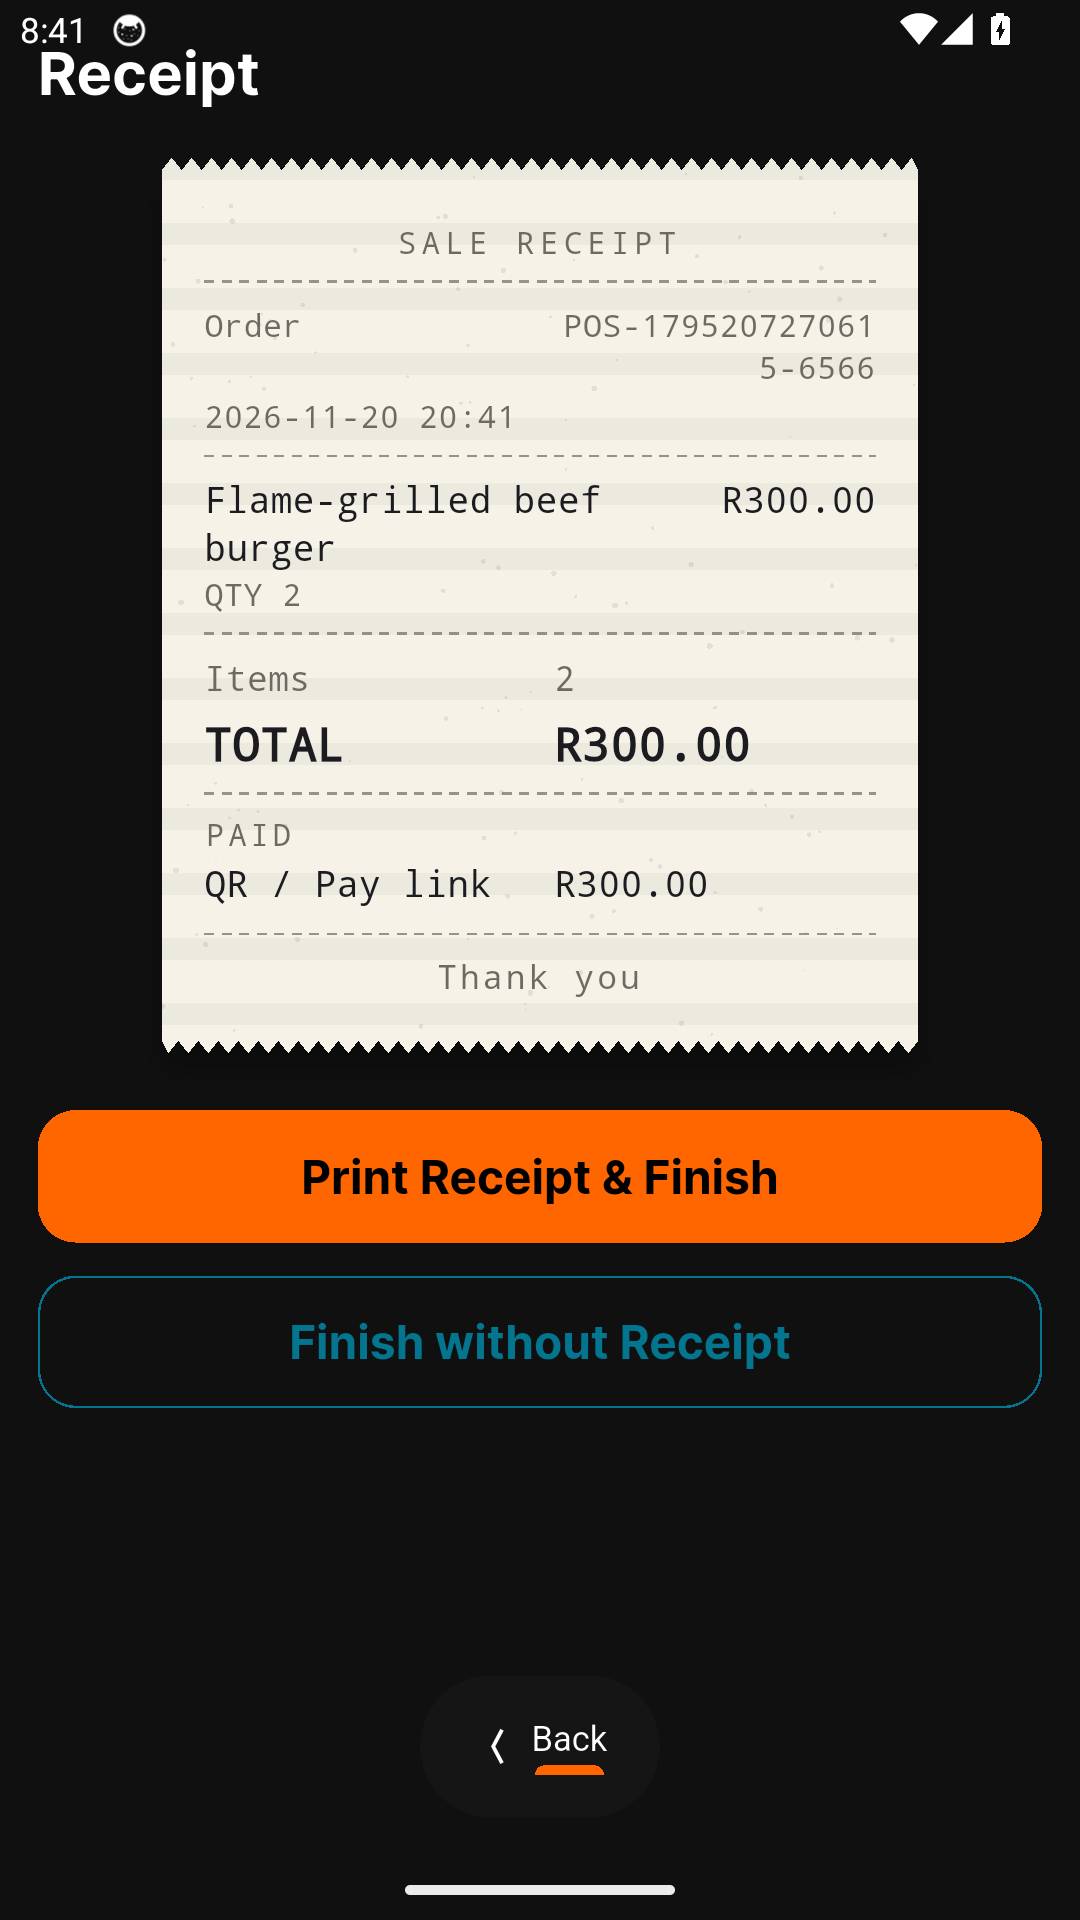 8:41
Receipt
SALE RECEIPT
Order POS-179520727061
5-6566
2026-11-20 20:41
Flame-grilled beef R300.00
burger
QTY 2
Items 2
TOTAL R300.00
PAID
QR / Pay link R300.00
Thank you
Print Receipt & Finish
Finish without Receipt
Back